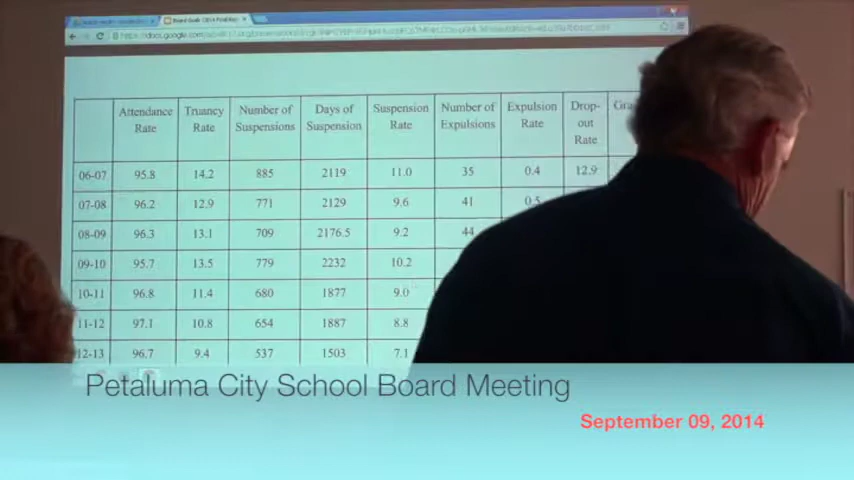 Attendance Rate Truancy Rate Number of Suspensions Days of Suspension Suspension Rate Number of Expulsions Expulsion Rate Drop-out Rate
06-07 95.8 14.2 885 2119 11.0 35 0.4 12.9
07-08 96.2 12.9 771 2129 9.6 41 0.5
08-09 96.3 13.1 709 2176.5 9.2 44
09-10 95.7 13.5 779 2232 10.2
10-11 96.8 11.4 680 1877 9.0
11-12 97.1 10.8 654 1887 8.8
12-13 96.7 9.4 537 1503 7.1
Petaluma City School Board Meeting
September 09, 2014